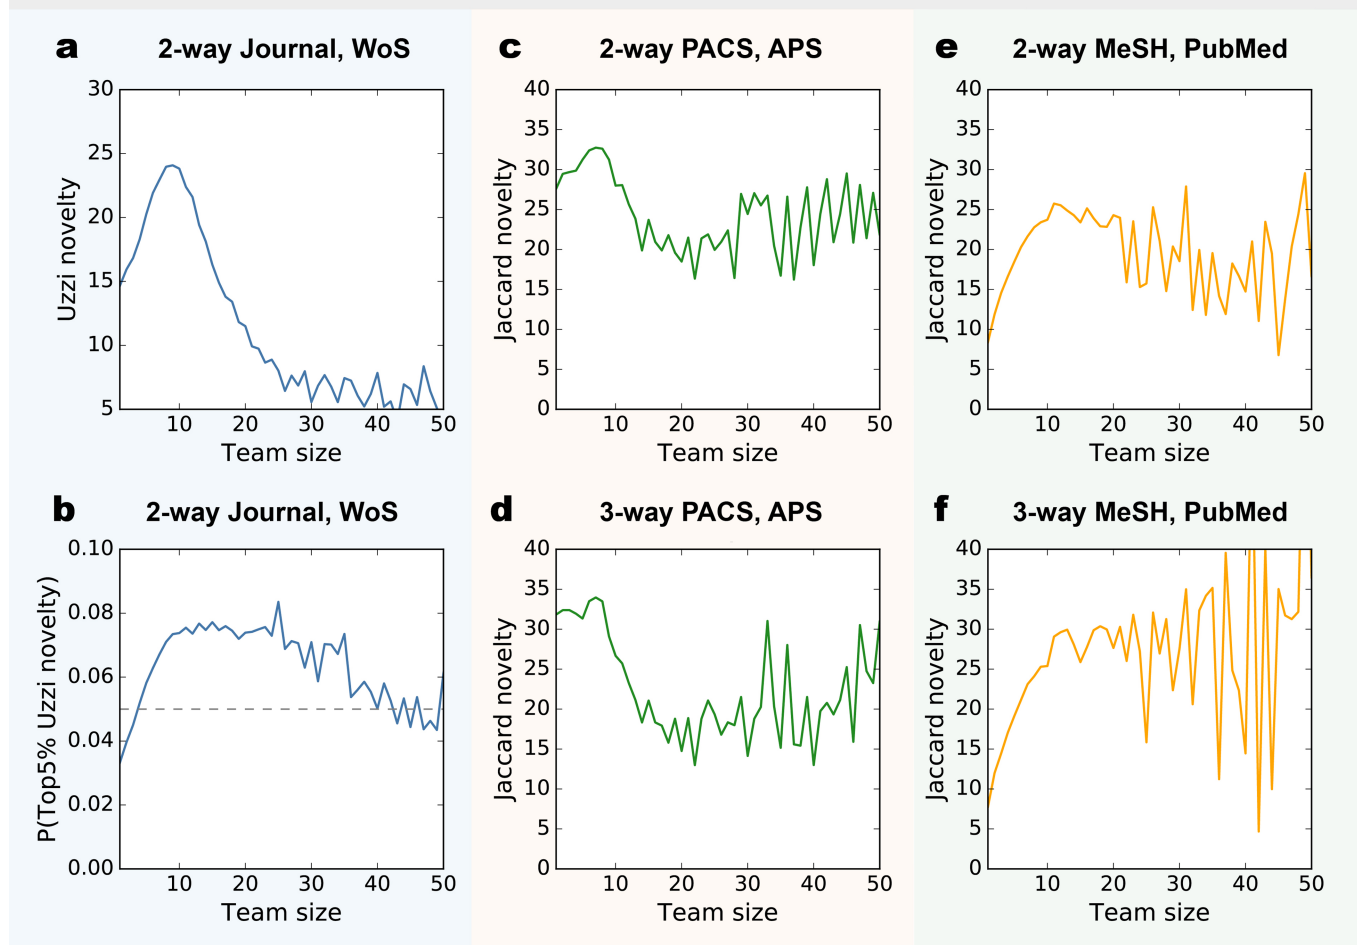 a 2-way Journal, WoS
30
25
20
15
10
5
Uzzi novelty
10 20 30 40 50
Team size
b 2-way Journal, WoS
0.10
0.08
0.06
0.04
0.02
0.00
P(Top5% Uzzi novelty)
10 20 30 40 50
Team size
c 2-way PACS, APS
40
35
30
25
20
15
10
5
0
Jaccard novelty
10 20 30 40 50
Team size
d 3-way PACS, APS
40
35
30
25
20
15
10
5
0
Jaccard novelty
10 20 30 40 50
Team size
e 2-way MeSH, PubMed
40
35
30
25
20
15
10
5
0
Jaccard novelty
10 20 30 40 50
Team size
f 3-way MeSH, PubMed
40
35
30
25
20
15
10
5
0
Jaccard novelty
10 20 30 40 50
Team size